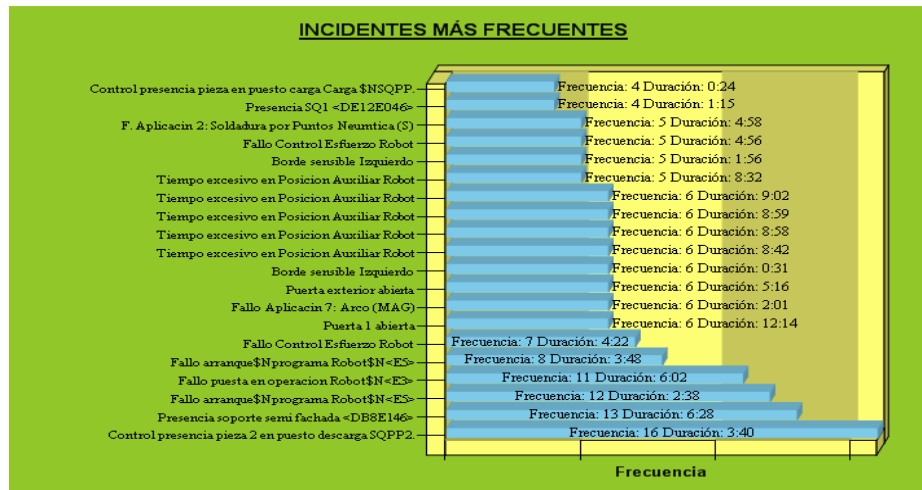 INCIDENTES MÁS FRECUENTES
Control presencia pieza en puesto carga Carga $NSQPP. Frecuencia: 4 Duración: 0:24
Presencia SQ1 <DE12E046> Frecuencia: 4 Duración: 1:15
F. Aplicacin 2: Soldadura por Puntos Neumtica (S) Frecuencia: 5 Duración: 4:58
Fallo Control Esfuerzo Robot Frecuencia: 5 Duración: 4:56
Borde sensible Izquierdo Frecuencia: 5 Duración: 1:56
Tiempo excesivo en Posicion Auxiliar Robot Frecuencia: 5 Duración: 8:32
Tiempo excesivo en Posicion Auxiliar Robot Frecuencia: 6 Duración: 9:02
Tiempo excesivo en Posicion Auxiliar Robot Frecuencia: 6 Duración: 8:59
Tiempo excesivo en Posicion Auxiliar Robot Frecuencia: 6 Duración: 8:58
Tiempo excesivo en Posicion Auxiliar Robot Frecuencia: 6 Duración: 8:42
Borde sensible Izquierdo Frecuencia: 6 Duración: 0:31
Puerta exterior abierta Frecuencia: 6 Duración: 5:16
Fallo Aplicacin 7: Arco (MAG) Frecuencia: 6 Duración: 2:01
Puerta 1 abierta Frecuencia: 6 Duración: 12:14
Fallo Control Esfuerzo Robot Frecuencia: 7 Duración: 4:22
Fallo arranque$Nprograma Robot$N<E5> Frecuencia: 8 Duración: 3:48
Fallo puesta en operacion Robot$N<E3> Frecuencia: 11 Duración: 6:02
Fallo arranque$Nprograma Robot$N<E5> Frecuencia: 12 Duración: 2:38
Presencia soporte semi fachada <DB8E146> Frecuencia: 13 Duración: 6:28
Control presencia pieza 2 en puesto descarga SQPP2. Frecuencia: 16 Duración: 3:40
Frecuencia